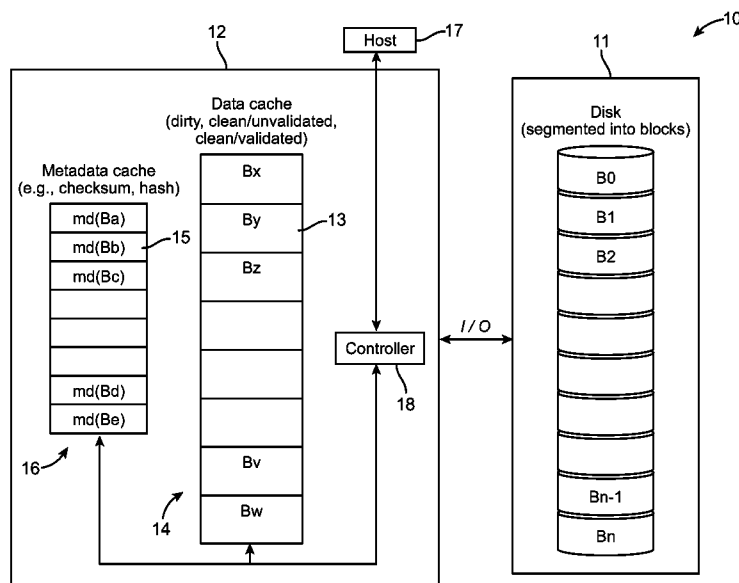 10
12
Host
17
11
Data cache
(dirty, clean/unvalidated,
clean/validated)
Disk
(segmented into blocks)
Metadata cache
(e.g., checksum, hash)
Bx
B0
md(Ba)
By
13
B1
md(Bb)
15
md(Bc)
Bz
B2
I / O
Controller
18
md(Bd)
md(Be)
16
Bv
Bn-1
14
Bw
Bn